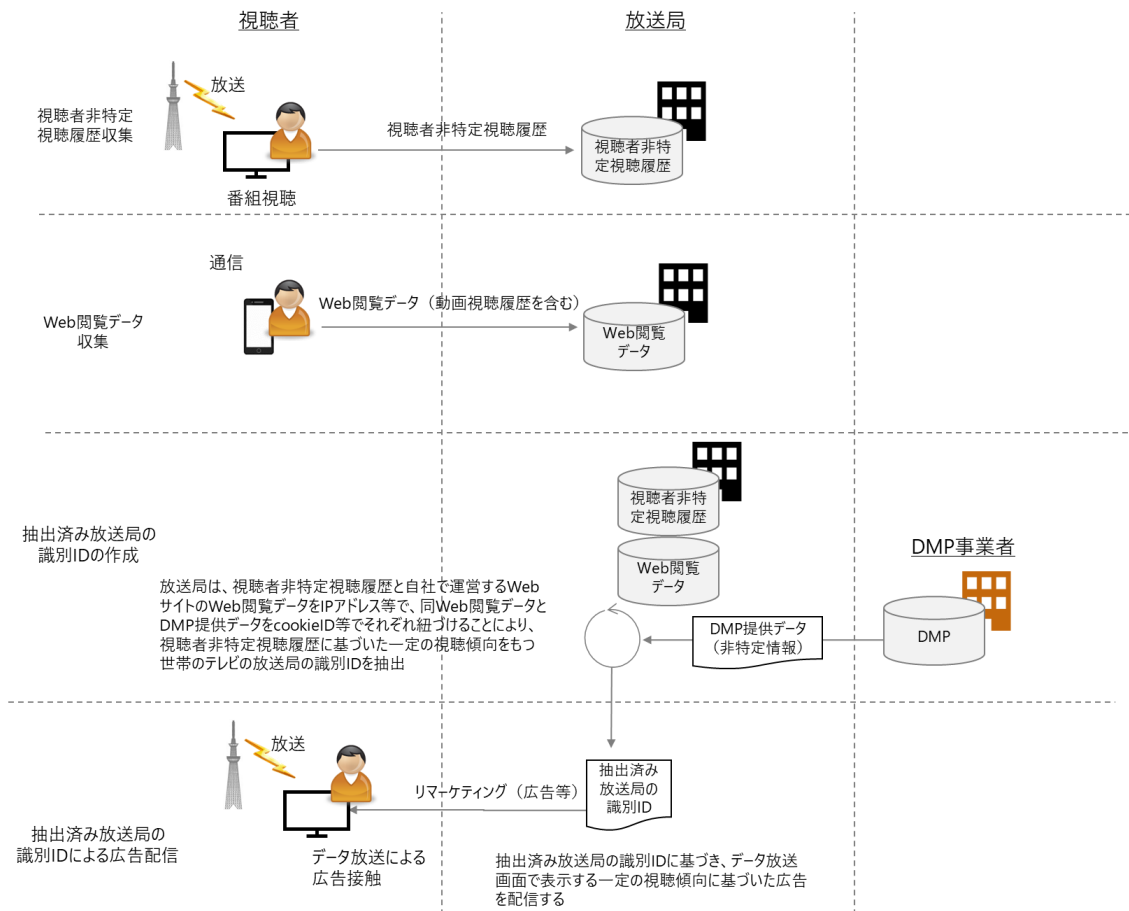 視聴者
放送局
放送
視聴者非特定
視聴履歴収集
視聴者非特定視聴履歴
視聴者非特
定視聴履歴
番組視聴
通信
Web閲覧データ
収集
Web閲覧データ（動画視聴履歴を含む）
Web閲覧
データ
視聴者非特
定視聴履歴
Web閲覧
データ
抽出済み放送局の
識別IDの作成
DMP事業者
放送局は、視聴者非特定視聴履歴と自社で運営するWeb
サイトのWeb閲覧データをIPアドレス等で、同Web閲覧データと
DMP提供データをcookieID等でそれぞれ紐づけることにより、
視聴者非特定視聴履歴に基づいた一定の視聴傾向をもつ
世帯のテレビの放送局の識別IDを抽出
DMP提供データ
（非特定情報）
DMP
放送
抽出済み放送局の
識別IDによる広告配信
リマーケティング（広告等）
抽出済み
放送局の
識別ID
データ放送による
広告接触
抽出済み放送局の識別IDに基づき、データ放送
画面で表示する一定の視聴傾向に基づいた広告
を配信する